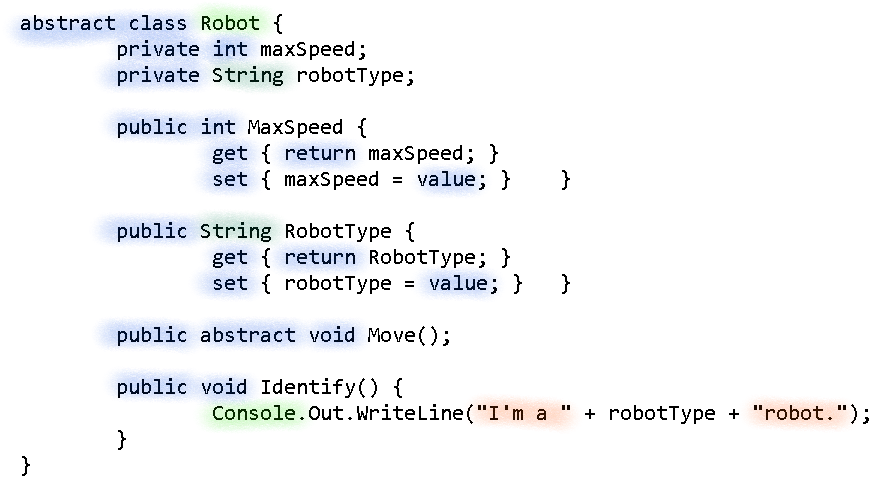 abstract class Robot {
private int maxSpeed;
private String robotType;
public int MaxSpeed {
get { return maxSpeed; }
set { maxSpeed = value; } }
public String RobotType {
get { return RobotType; }
set { robotType = value; } }
public abstract void Move();
public void Identify() {
Console.Out.WriteLine("I'm a " + robotType + "robot.");
}
}